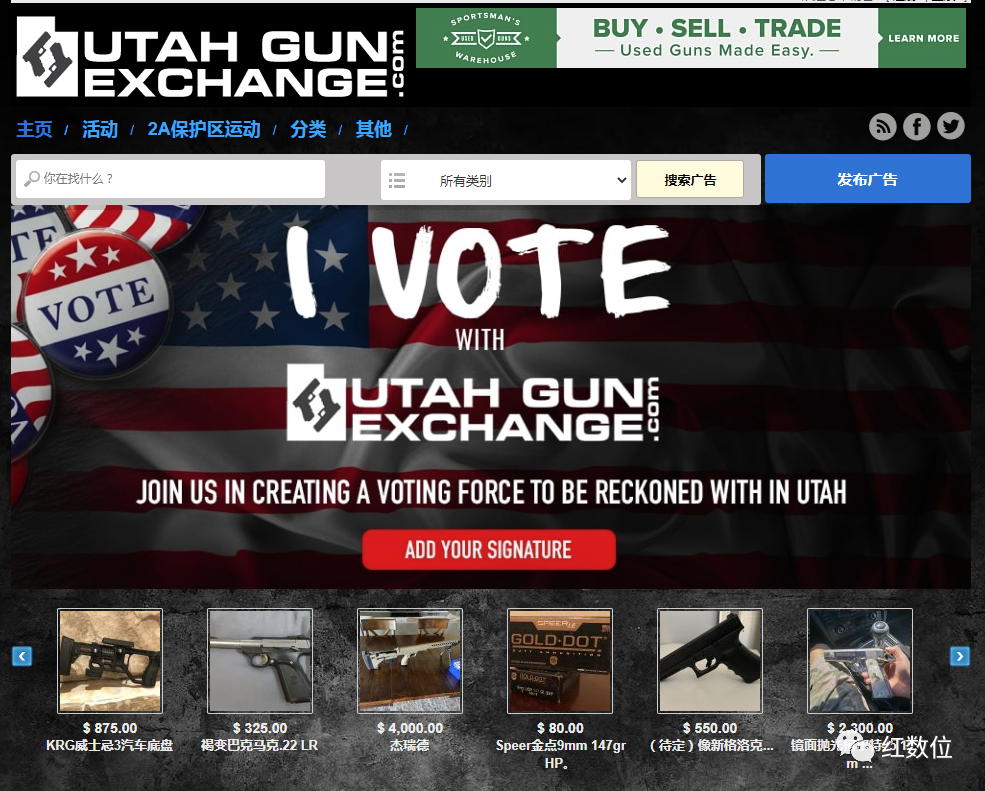 UTAH GUN
EXCHANGE
.com
SPORTSMAN'S
USED GUNS
WAREHOUSE
BUY • SELL • TRADE
Used Guns Made Easy.
LEARN MORE
主页 / 活动 / 2A保护区运动 / 分类 / 其他 /
你在找什么？
所有类别
搜索广告
发布广告
VOTE
I VOTE
WITH
UTAH GUN
EXCHANGE
.com
JOIN US IN CREATING A VOTING FORCE TO BE RECKONED WITH IN UTAH
ADD YOUR SIGNATURE
SPEER
GOLD DOT
$ 875.00
KRG威士忌3汽车底盘
$ 325.00
褐变巴克马克.22 LR
$ 4,000.00
杰瑞德
$ 80.00
Speer金点9mm 147gr
HP。
$ 550.00
（待定）像新格洛克...
$ 2,300.00
镜面抛光
m ...
红数位